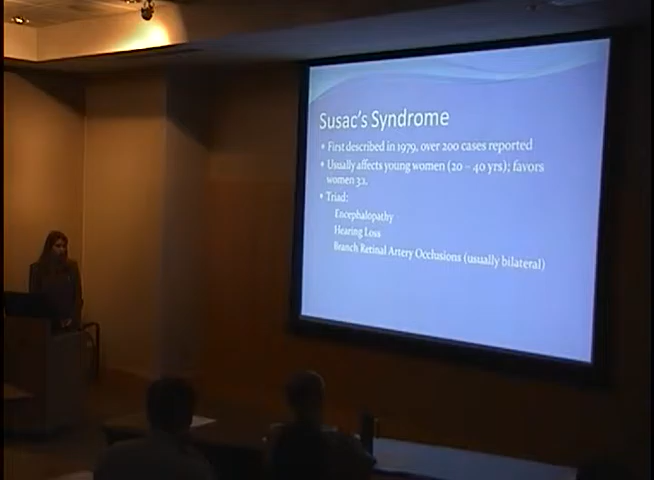 Susac's Syndrome
• First described in 1979, over 200 cases reported
• Usually affects young women (20 – 40 yrs); favors
women 3:1.
• Triad:
Encephalopathy
Hearing Loss
Branch Retinal Artery Occlusions (usually bilateral)